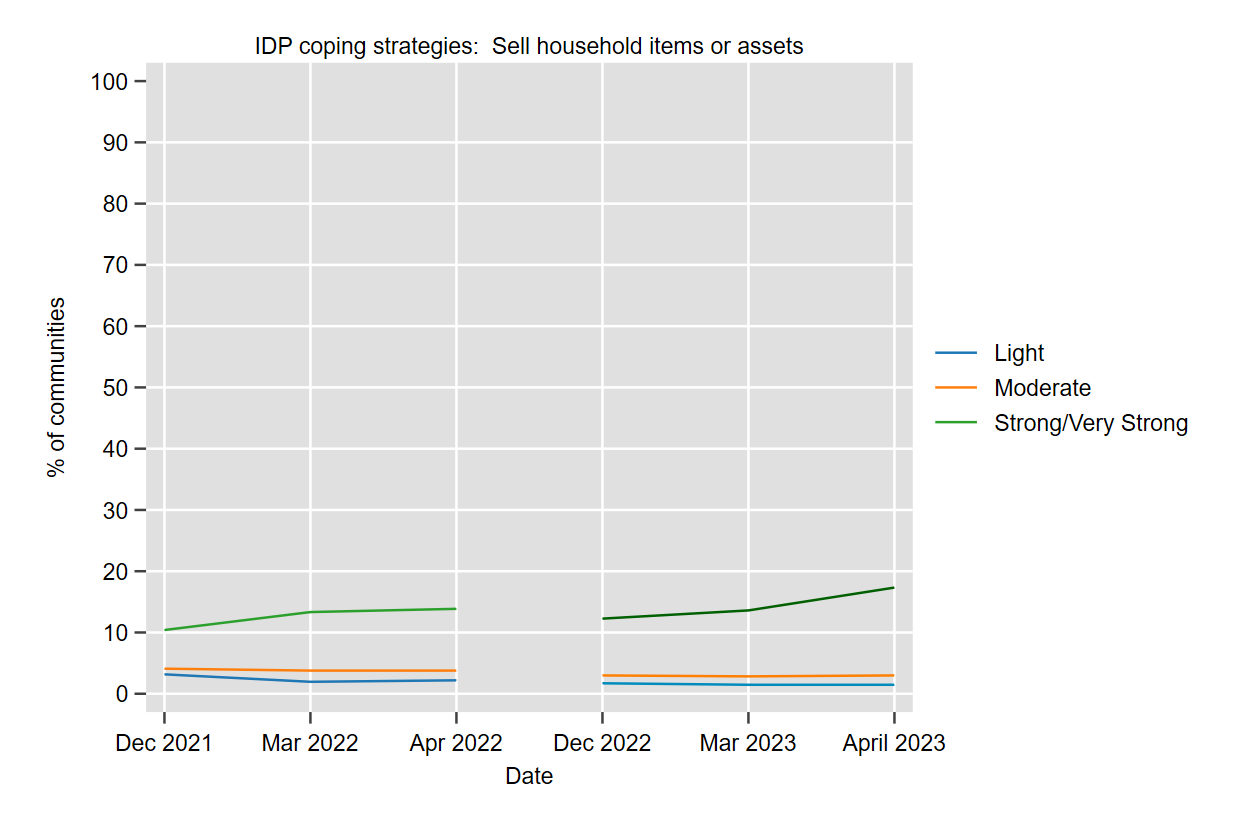 IDP coping strategies:  Sell household items or assets
100
90
80
70
60
50
40
30
20
10
0
% of communities
Dec 2021 Mar 2022 Apr 2022 Dec 2022 Mar 2023 April 2023
Date
Light
Moderate
Strong/Very Strong